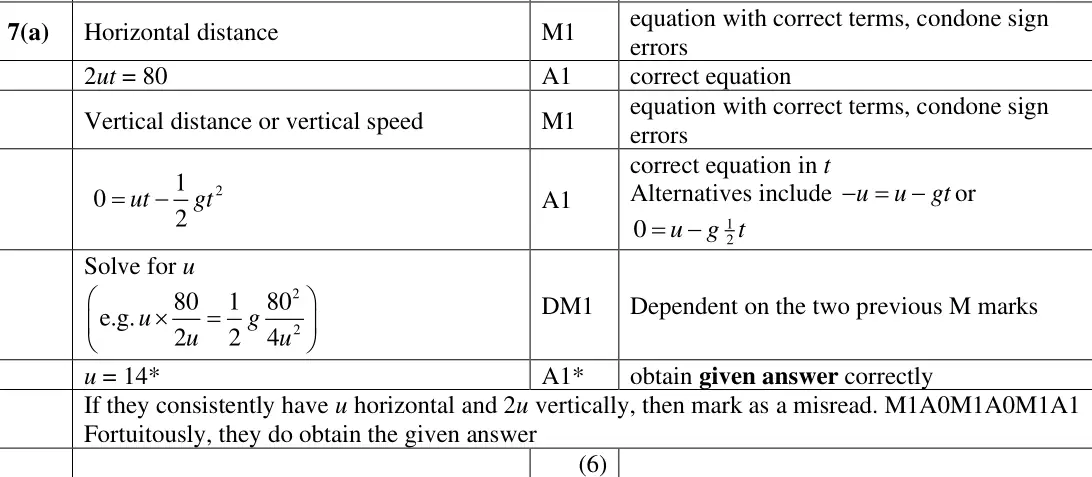 7(a) Horizontal distance M1 equation with correct terms, condone sign errors
2ut = 80 A1 correct equation
Vertical distance or vertical speed M1 equation with correct terms, condone sign errors
0 = ut − 1/2 gt² A1 correct equation in t
Alternatives include −u = u − gt or
0 = u − g ½ t
Solve for u
(e.g. u × 80/2u = 1/2 g 80²/4u²) DM1 Dependent on the two previous M marks
u = 14* A1* obtain given answer correctly
If they consistently have u horizontal and 2u vertically, then mark as a misread. M1A0M1A0M1A1
Fortuitously, they do obtain the given answer
(6)